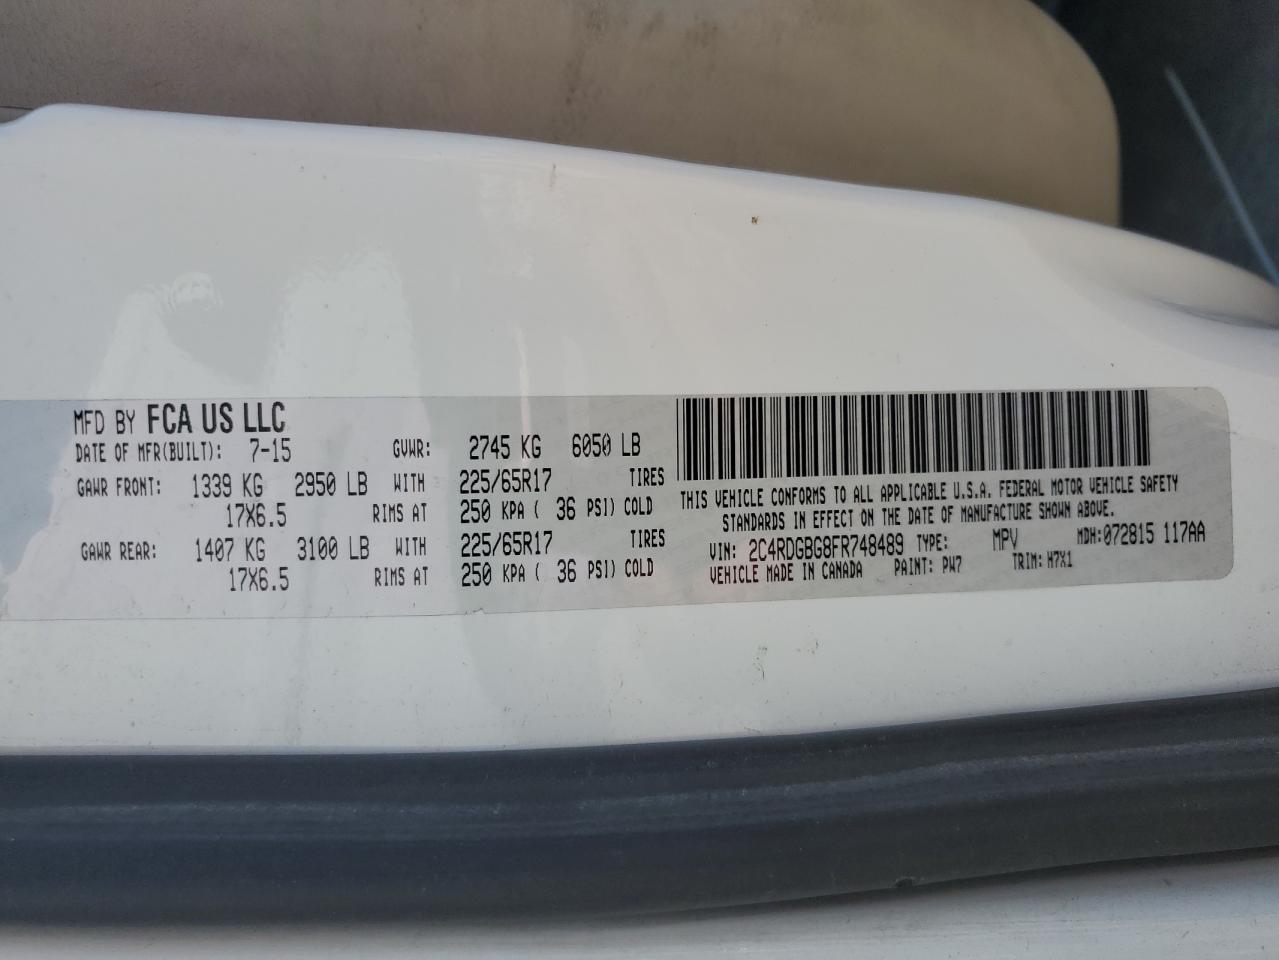 MFD BY FCA US LLC
DATE OF MFR(BUILT): 7-15 GVWR: 2745 KG 6050 LB
GAWR FRONT: 1339 KG 2950 LB WITH 225/65R17 TIRES
17X6.5 RIMS AT 250 KPA ( 36 PSI) COLD
GAWR REAR: 1407 KG 3100 LB WITH 225/65R17 TIRES
17X6.5 RIMS AT 250 KPA ( 36 PSI) COLD
THIS VEHICLE CONFORMS TO ALL APPLICABLE U.S.A. FEDERAL MOTOR VEHICLE SAFETY
STANDARDS IN EFFECT ON THE DATE OF MANUFACTURE SHOWN ABOVE.
VIN: 2C4RDGBG8FR748489 TYPE: MPV MDH:072815 117AA
VEHICLE MADE IN CANADA PAINT: PW7 TRIM: H7X1